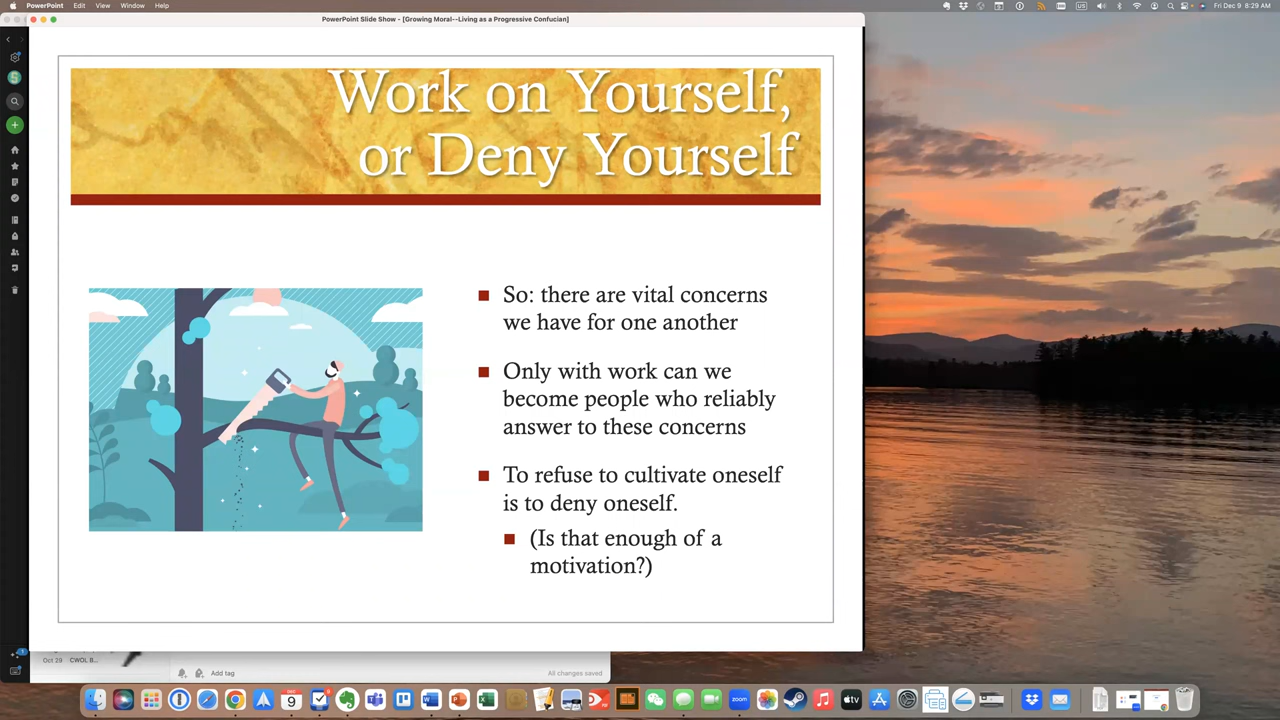 PowerPoint Edit View Window Help
Fri Dec 9 8:29 AM
PowerPoint Slide Show - [Growing Moral--Living as a Progressive Confucian]
Work on Yourself,
or Deny Yourself
So: there are vital concerns
we have for one another
Only with work can we
become people who reliably
answer to these concerns
To refuse to cultivate oneself
is to deny oneself.
(Is that enough of a
motivation?)
Oct 29 CWOL B...
Add tag
All changes saved
zoom
tv